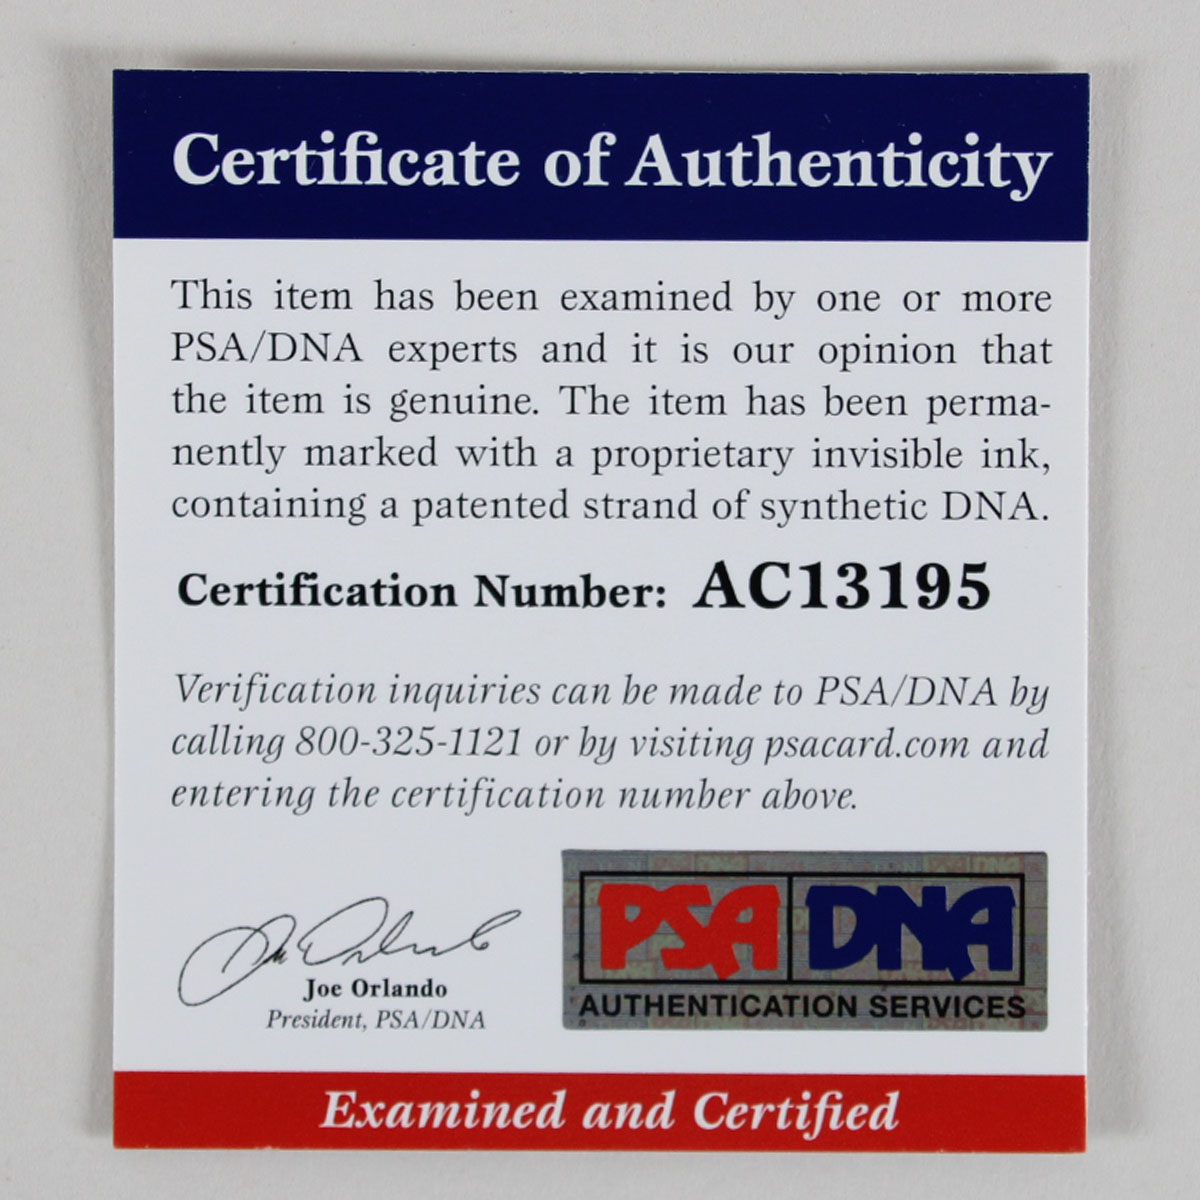 Certificate of Authenticity
This item has been examined by one or more
PSA/DNA experts and it is our opinion that
the item is genuine. The item has been perma-
nently marked with a proprietary invisible ink,
containing a patented strand of synthetic DNA.
Certification Number: AC13195
Verification inquiries can be made to PSA/DNA by
calling 800-325-1121 or by visiting psacard.com and
entering the certification number above.
Joe Orlando
Joe Orlando
President, PSA/DNA
PSA DNA
AUTHENTICATION SERVICES
Examined and Certified